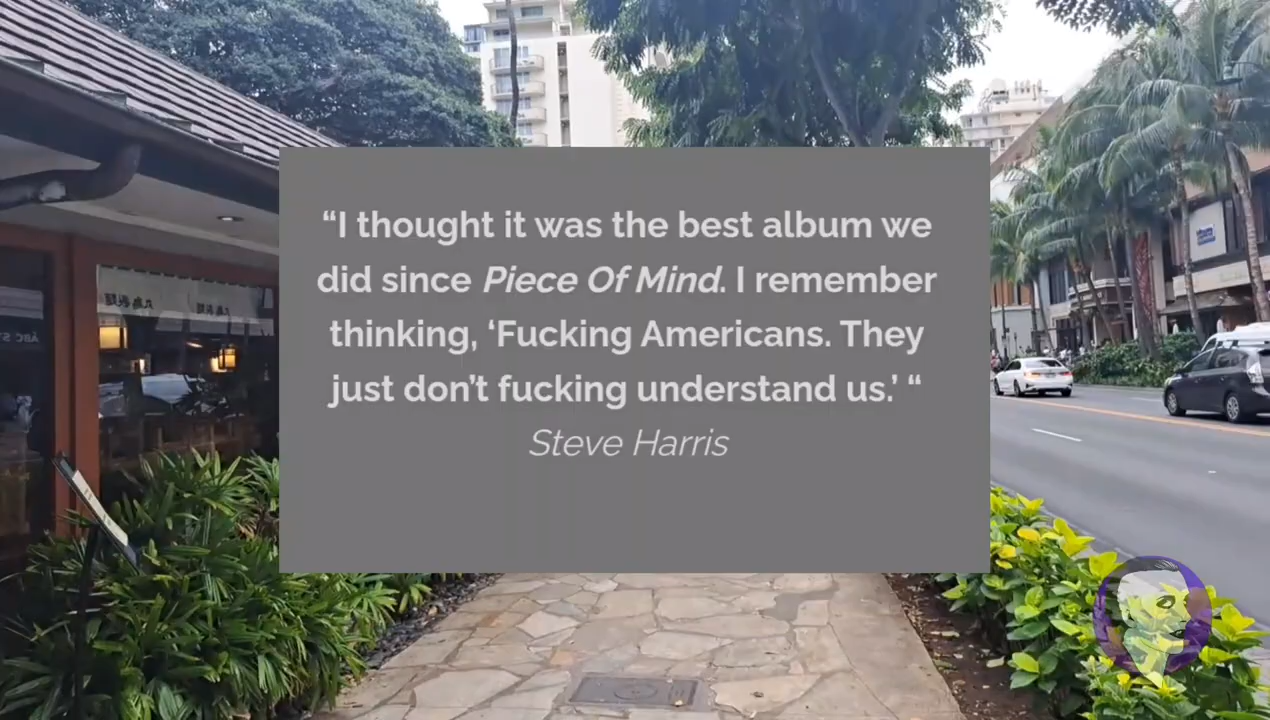 “I thought it was the best album we
did since Piece Of Mind. I remember
thinking, ‘Fucking Americans. They
just don’t fucking understand us.’ “
Steve Harris